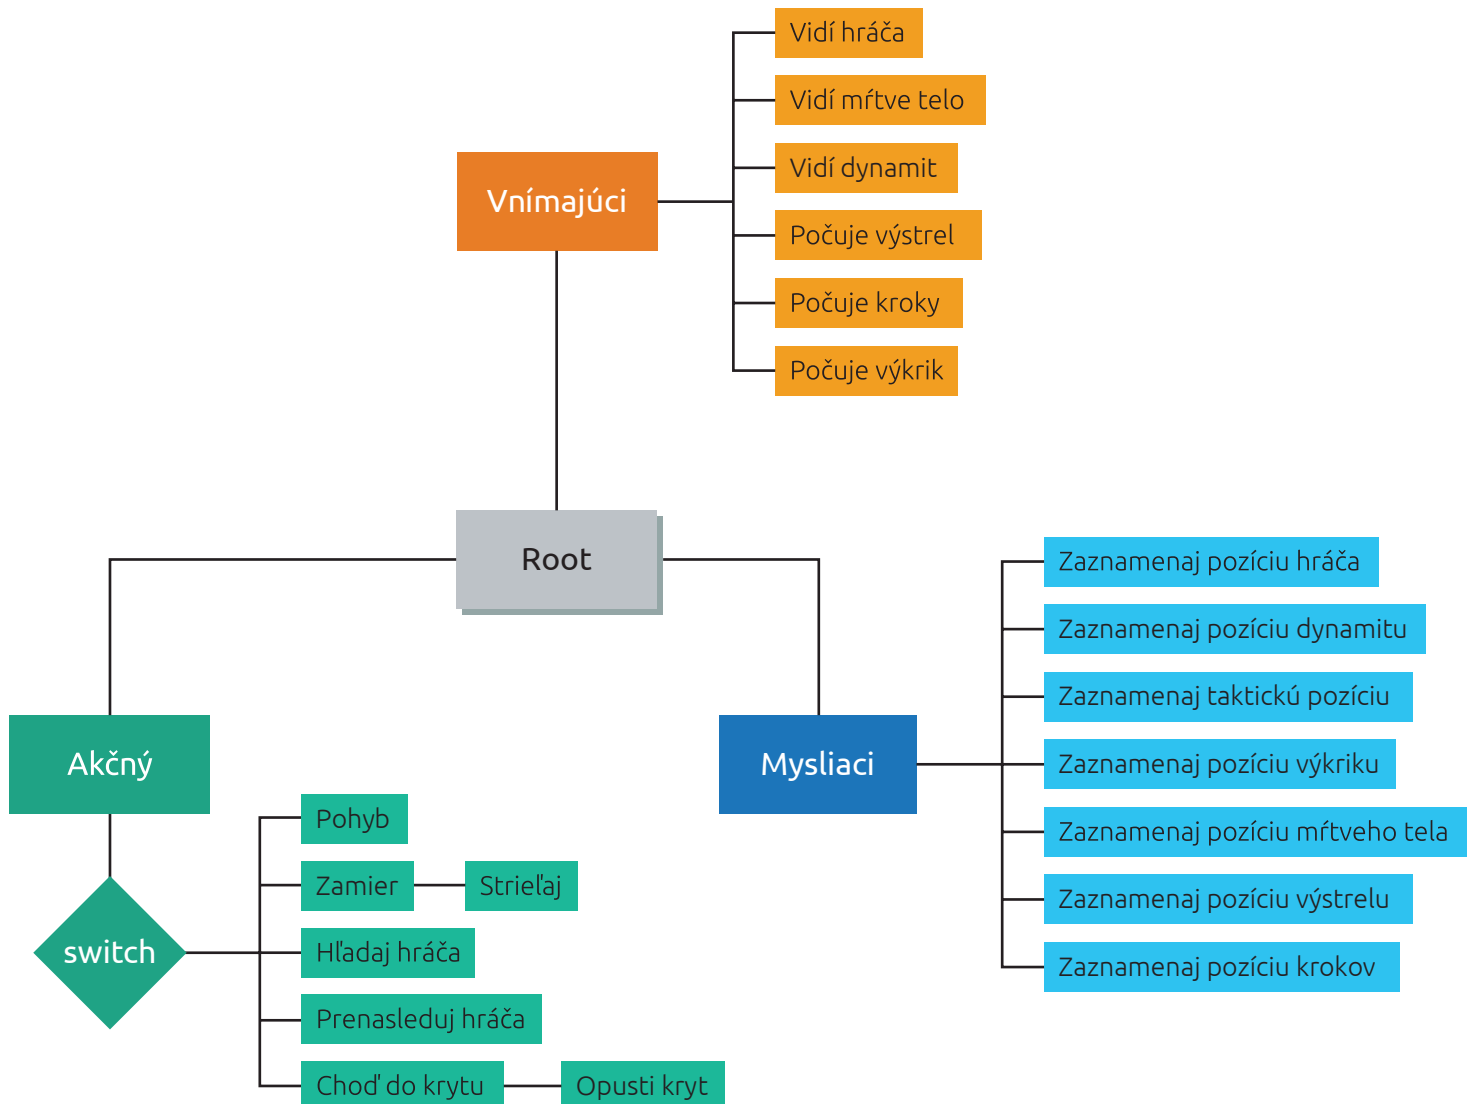 Vidí hráča
Vidí mŕtve telo
Vidí dynamit
Vnímajúci
Počuje výstrel
Počuje kroky
Počuje výkrik
Root
Zaznamenaj pozíciu hráča
Zaznamenaj pozíciu dynamitu
Zaznamenaj taktickú pozíciu
Akčný
Mysliaci
Zaznamenaj pozíciu výkriku
Zaznamenaj pozíciu mŕtveho tela
Zaznamenaj pozíciu výstrelu
Zaznamenaj pozíciu krokov
switch
Pohyb
Zamier
Strieľaj
Hľadaj hráča
Prenasleduj hráča
Choď do krytu
Opusti kryt